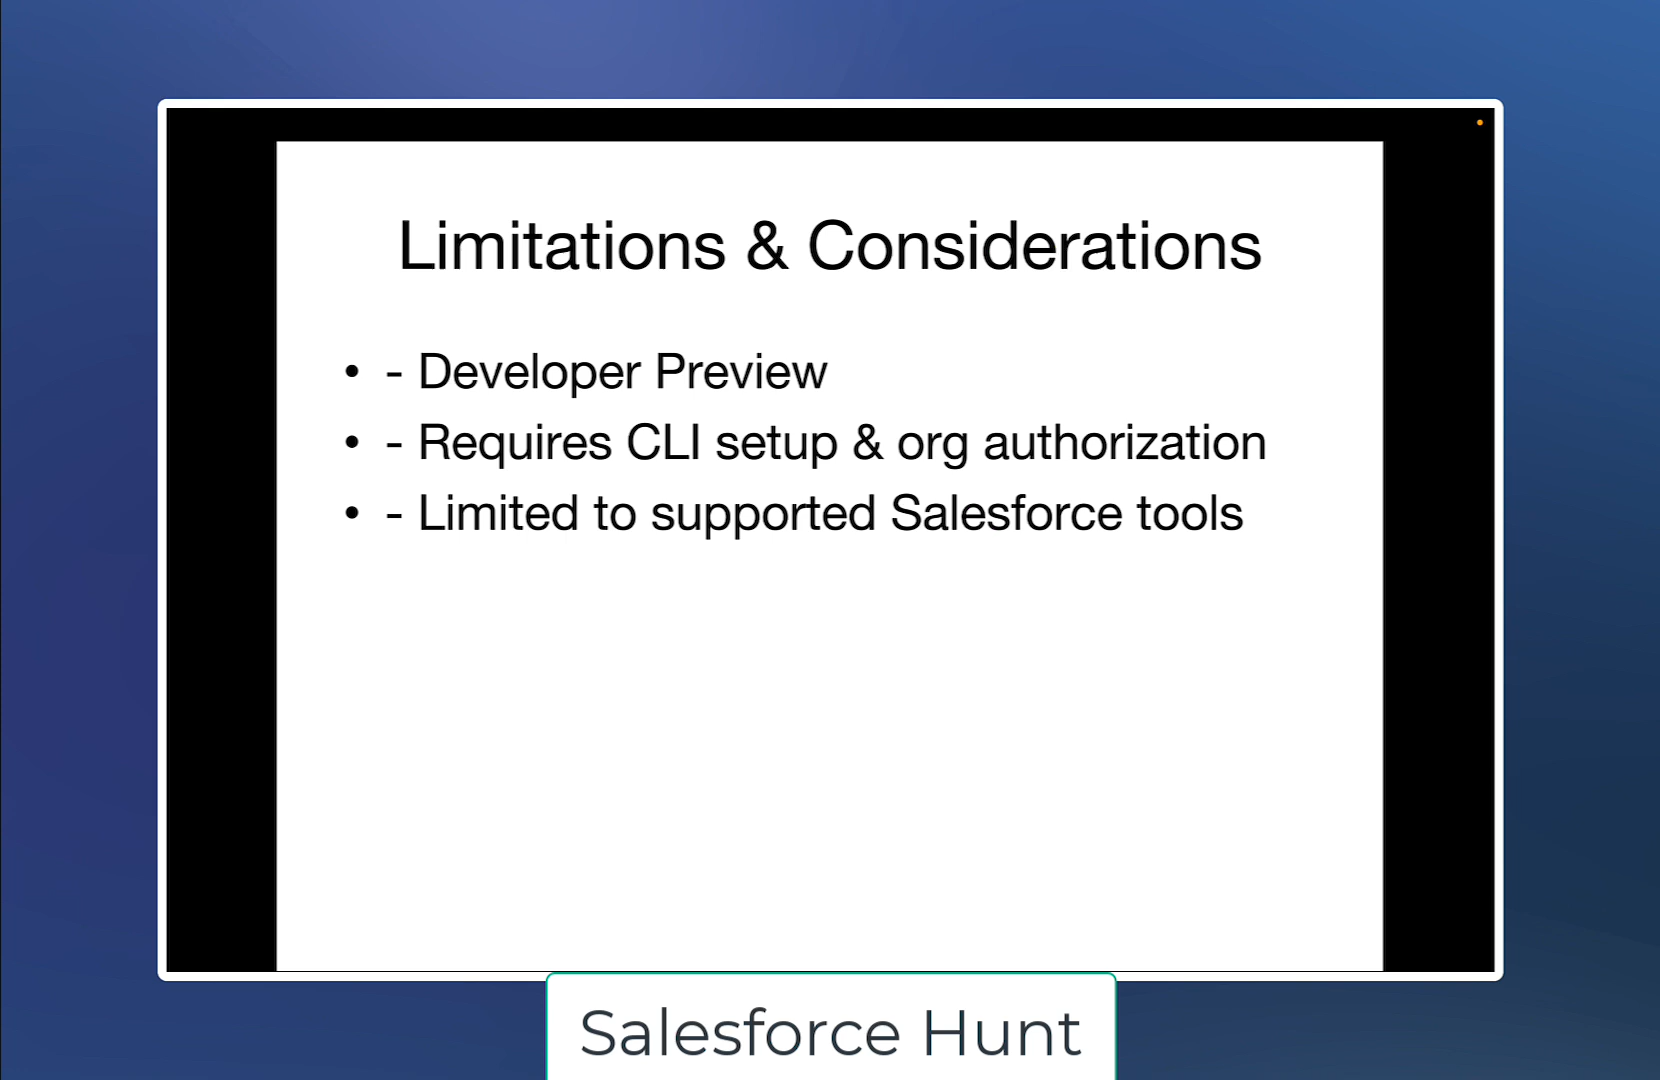 Limitations & Considerations
• - Developer Preview
• - Requires CLI setup & org authorization
• - Limited to supported Salesforce tools
Salesforce Hunt